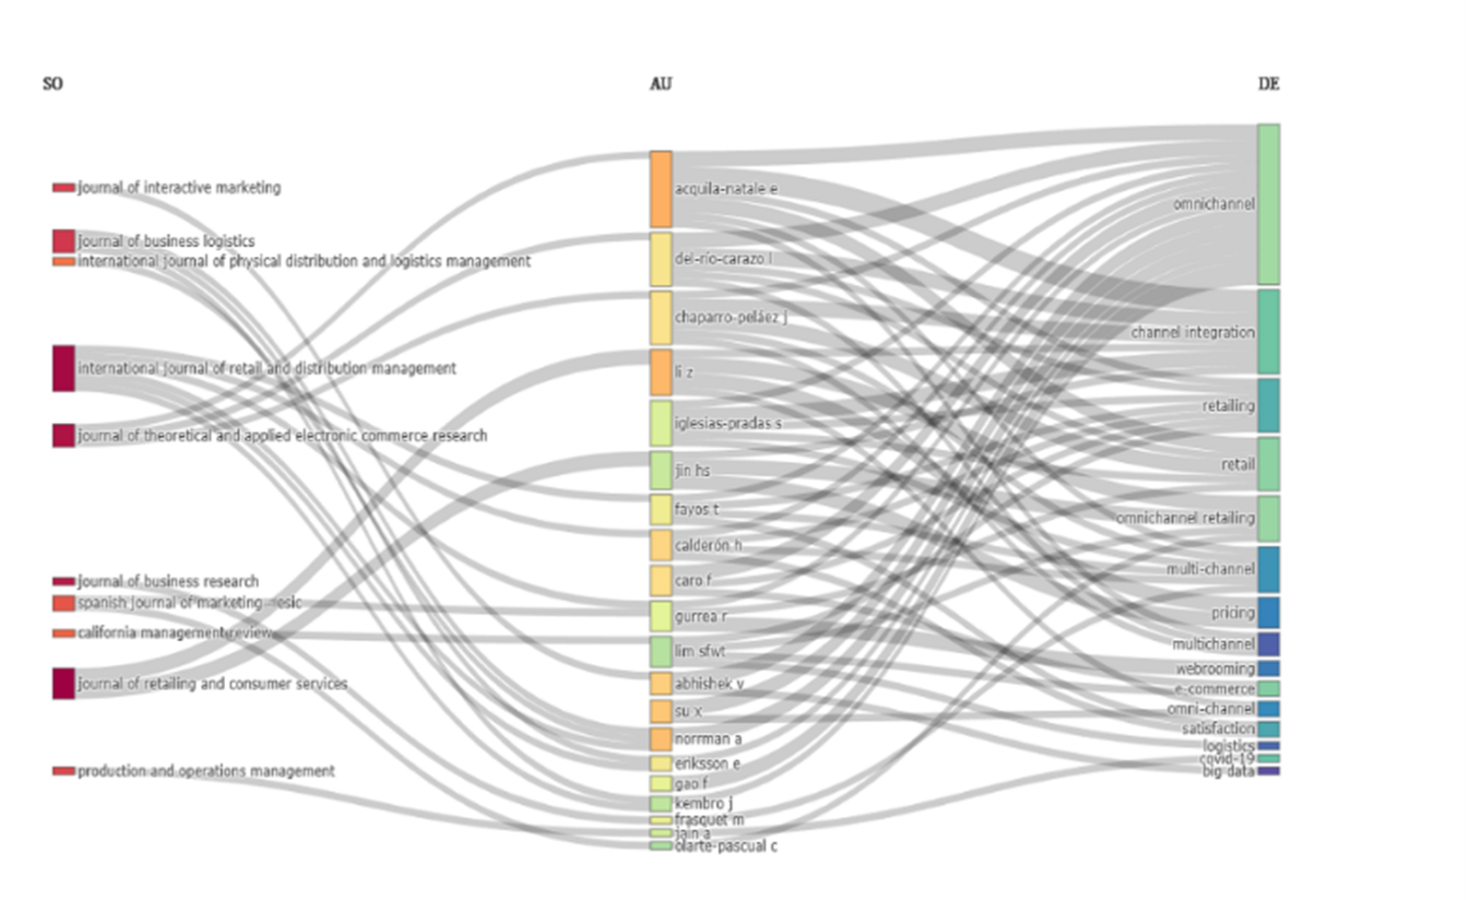 SO
AU
DE
journal of interactive marketing
journal of business logistics
international journal of physical distribution and logistics management
international journal of retail and distribution management
journal of theoretical and applied electronic commerce research
journal of business research
spanish journal of marketing-esic
california management review
journal of retailing and consumer services
production and operations management
acquila-natale e
del-río-carazo l
chaparro-peláez j
li z
iglesias-pradas s
jin hs
fayos t
calderón h
caro f
gurrea r
lim sfwt
abhishek v
su x
norrman a
eriksson e
gao f
kembro j
frasquet m
jain a
olarte-pascual c
omnichannel
channel integration
retailing
retail
omnichannel retailing
multi-channel
pricing
multichannel
webrooming
e-commerce
omni-channel
satisfaction
logistics
covid-19
big data